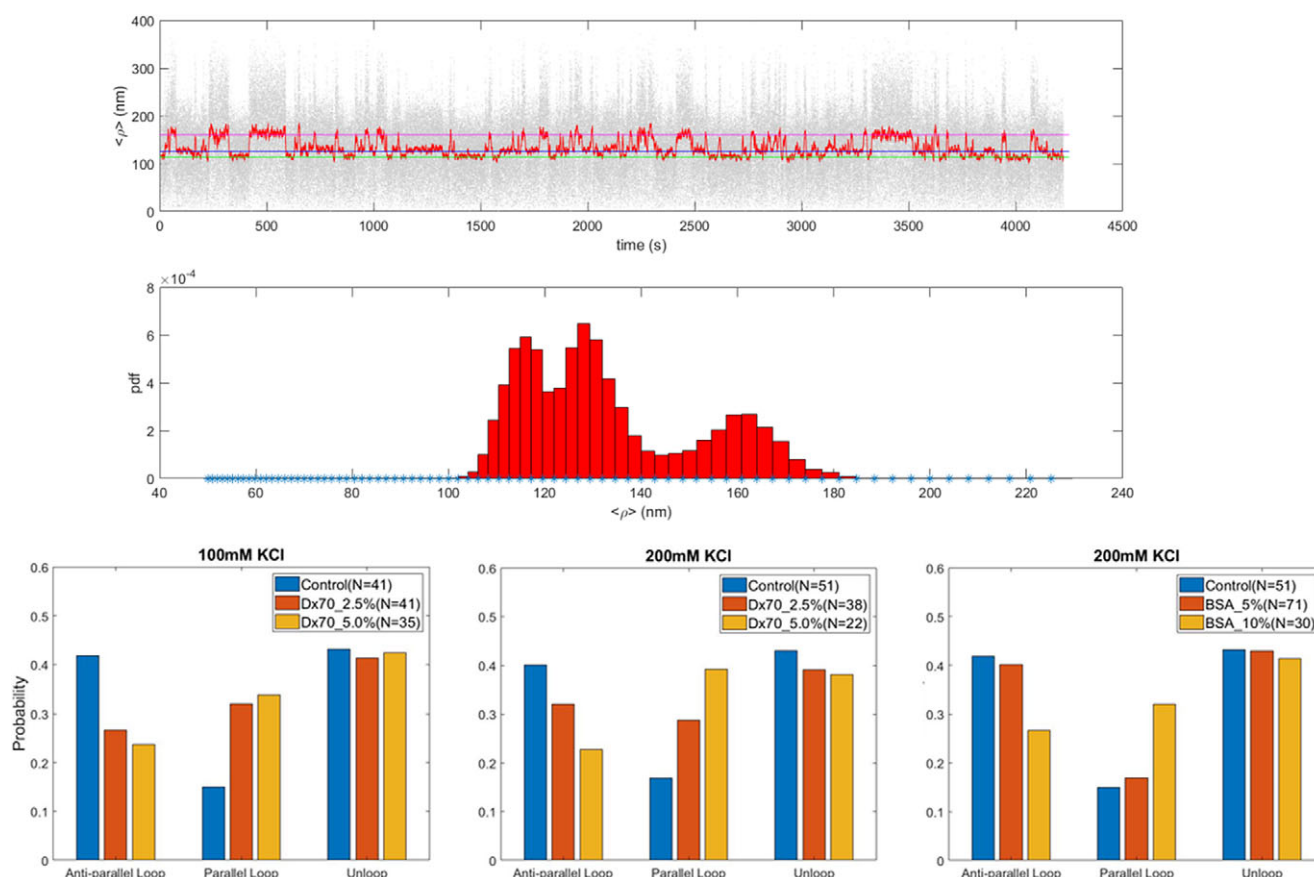 400
300
200
100
0
<ρ> (nm)
0 500 1000 1500 2000 2500 3000 3500 4000 4500
time (s)
×10⁻⁴
8
6
4
2
0
pdf
40 60 80 100 120 140 160 180 200 220 240
<ρ> (nm)
100mM KCl
0.6
0.5
0.4
0.3
0.2
0.1
0
Probability
Control(N=41)
Dx70_2.5%(N=41)
Dx70_5.0%(N=35)
Anti-parallel Loop Parallel Loop Unloop
200mM KCl
0.6
0.5
0.4
0.3
0.2
0.1
0
Control(N=51)
Dx70_2.5%(N=38)
Dx70_5.0%(N=22)
Anti-parallel Loop Parallel Loop Unloop
200mM KCl
0.6
0.5
0.4
0.3
0.2
0.1
0
Control(N=51)
BSA_5%(N=71)
BSA_10%(N=30)
Anti-parallel Loop Parallel Loop Unloop